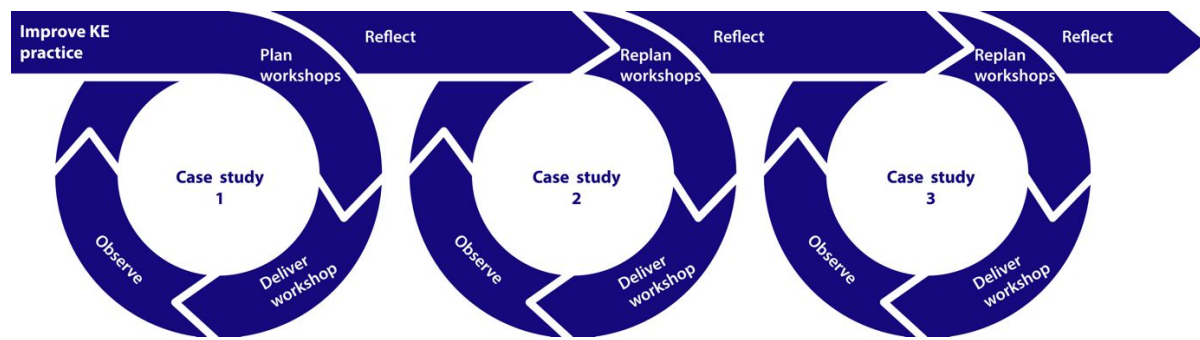 Improve KE
practice
Plan
workshops
Reflect
Replan
workshops
Reflect
Replan
workshops
Reflect
Case study
1
Case study
2
Case study
3
Observe
Deliver
workshop
Observe
Deliver
workshop
Observe
Deliver
workshop